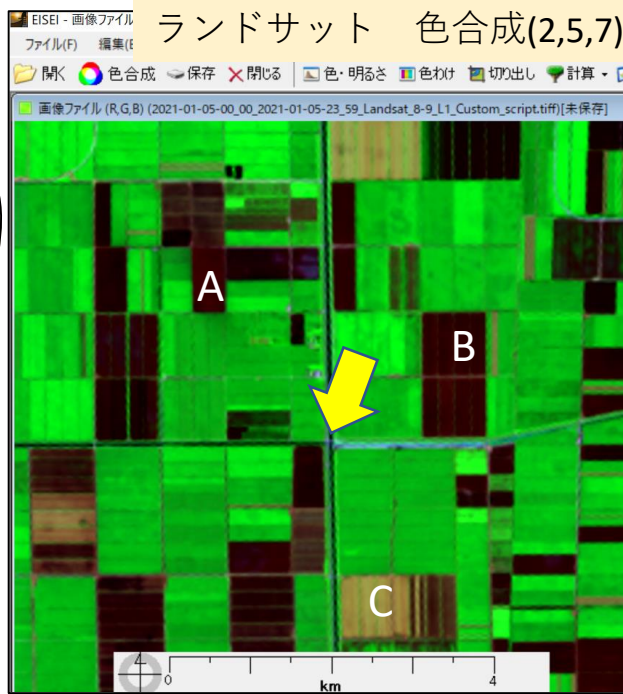 ランドサット 色合成(2,5,7)
EISEI - 画像ファイル
ファイル(F) 編集(E
開く 色合成 保存 閉じる 色・明るさ 色わけ 切り出し 計算
画像ファイル (R,G,B) (2021-01-05-00_00_2021-01-05-23_59_Landsat_8-9_L1_Custom_script.tiff)[未保存]
A
B
C
0 4
km